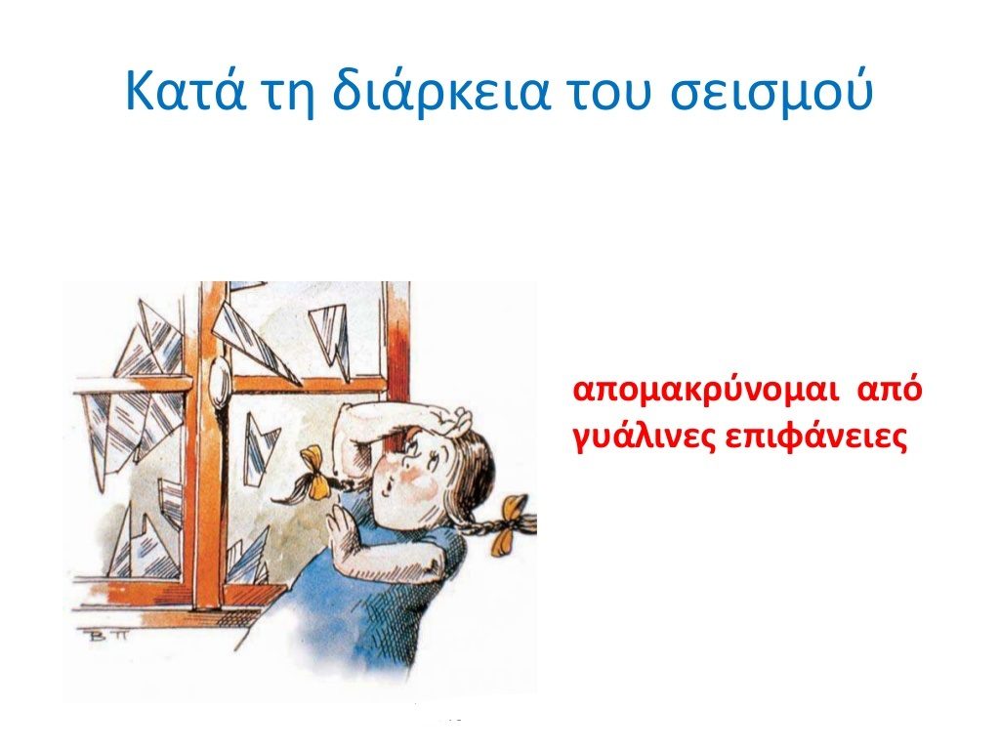 Κατά τη διάρκεια του σεισμού
απομακρύνομαι από
γυάλινες επιφάνειες
Β Π